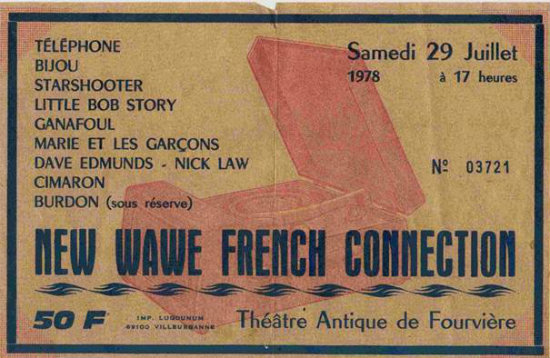 TÉLÉPHONE
BIJOU
STARSHOOTER
LITTLE BOB STORY
GANAFOUL
MARIE ET LES GARÇONS
DAVE EDMUNDS - NICK LAW
CIMARON
BURDON (sous réserve)
Samedi 29 Juillet
1978 à 17 heures
Nº 03721
NEW WAWE FRENCH CONNECTION
50 F
IMP. LUGDUNUM
69100 VILLEURBANNE
Théâtre Antique de Fourvière